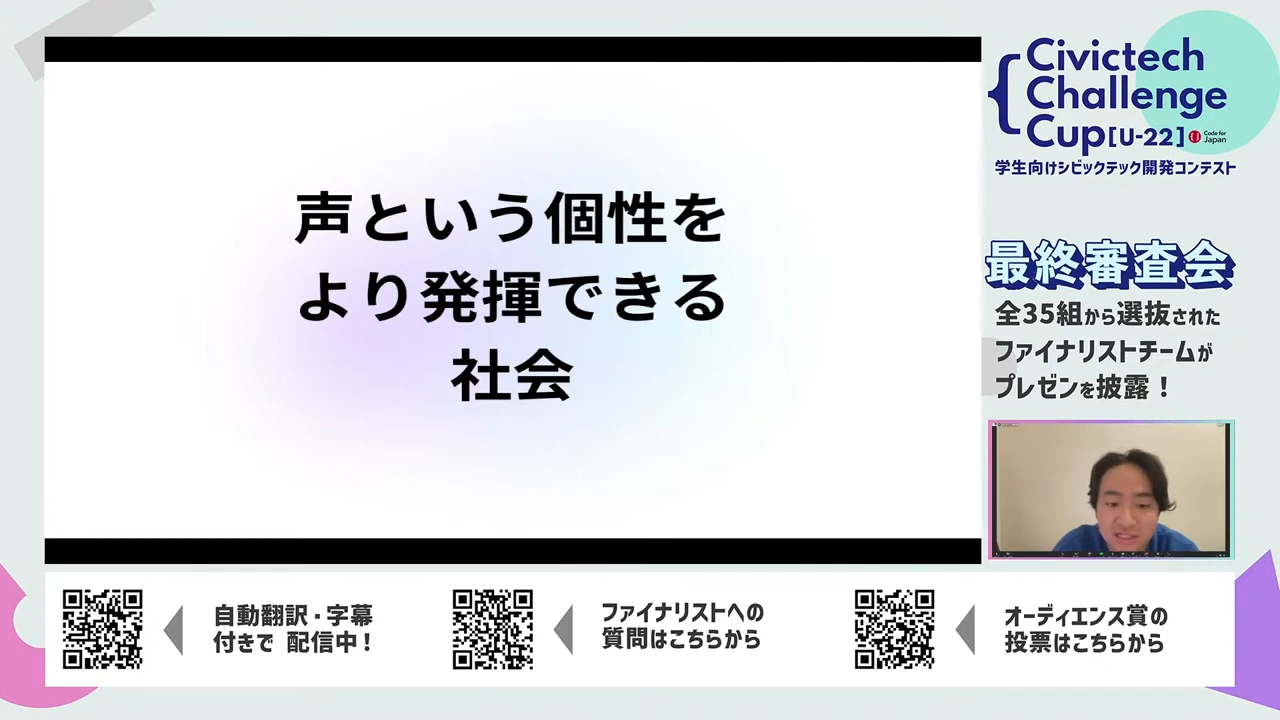 声という個性を
より発揮できる
社会
Civictech
Challenge
Cup[U-22]
Code for
Japan
学生向けシビックテック開発コンテスト
最終審査会
全35組から選抜された
ファイナリストチームが
プレゼンを披露！
自動翻訳・字幕
付きで 配信中！
ファイナリストへの
質問はこちらから
オーディエンス賞の
投票はこちらから